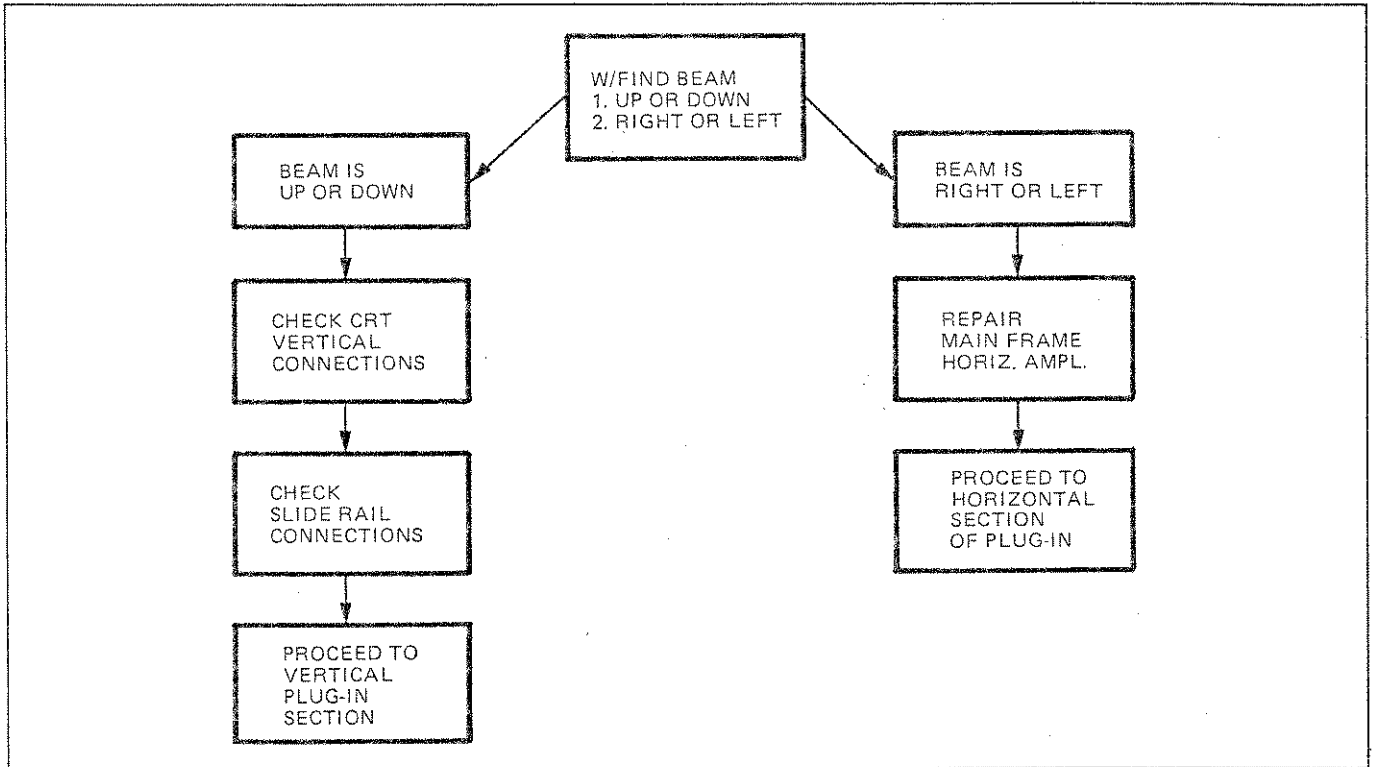 W/FIND BEAM
1. UP OR DOWN
2. RIGHT OR LEFT
BEAM IS
UP OR DOWN
BEAM IS
RIGHT OR LEFT
CHECK CRT
VERTICAL
CONNECTIONS
REPAIR
MAIN FRAME
HORIZ. AMPL.
CHECK
SLIDE RAIL
CONNECTIONS
PROCEED TO
HORIZONTAL
SECTION
OF PLUG-IN
PROCEED TO
VERTICAL
PLUG-IN
SECTION